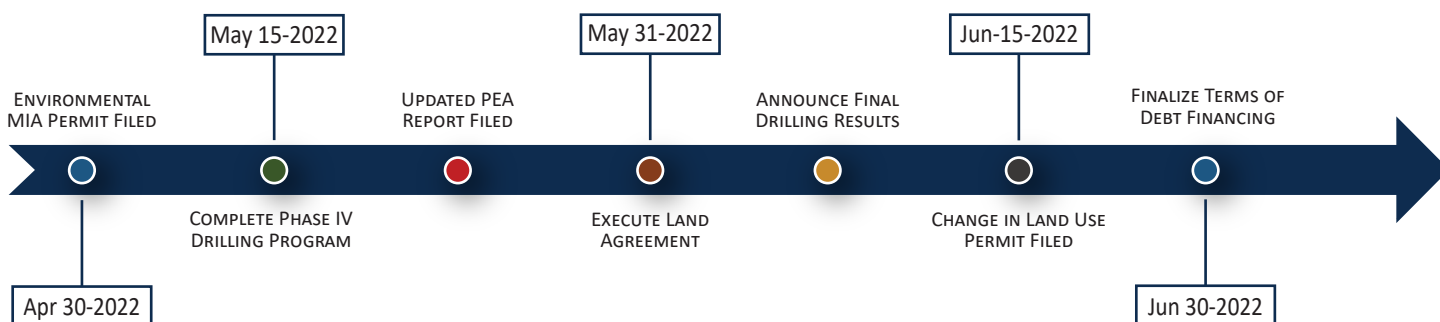 May 15-2022
May 31-2022
Jun-15-2022
ENVIRONMENTAL
MIA PERMIT FILED
UPDATED PEA
REPORT FILED
ANNOUNCE FINAL
DRILLING RESULTS
FINALIZE TERMS OF
DEBT FINANCING
COMPLETE PHASE IV
DRILLING PROGRAM
EXECUTE LAND
AGREEMENT
CHANGE IN LAND USE
PERMIT FILED
Apr 30-2022
Jun 30-2022